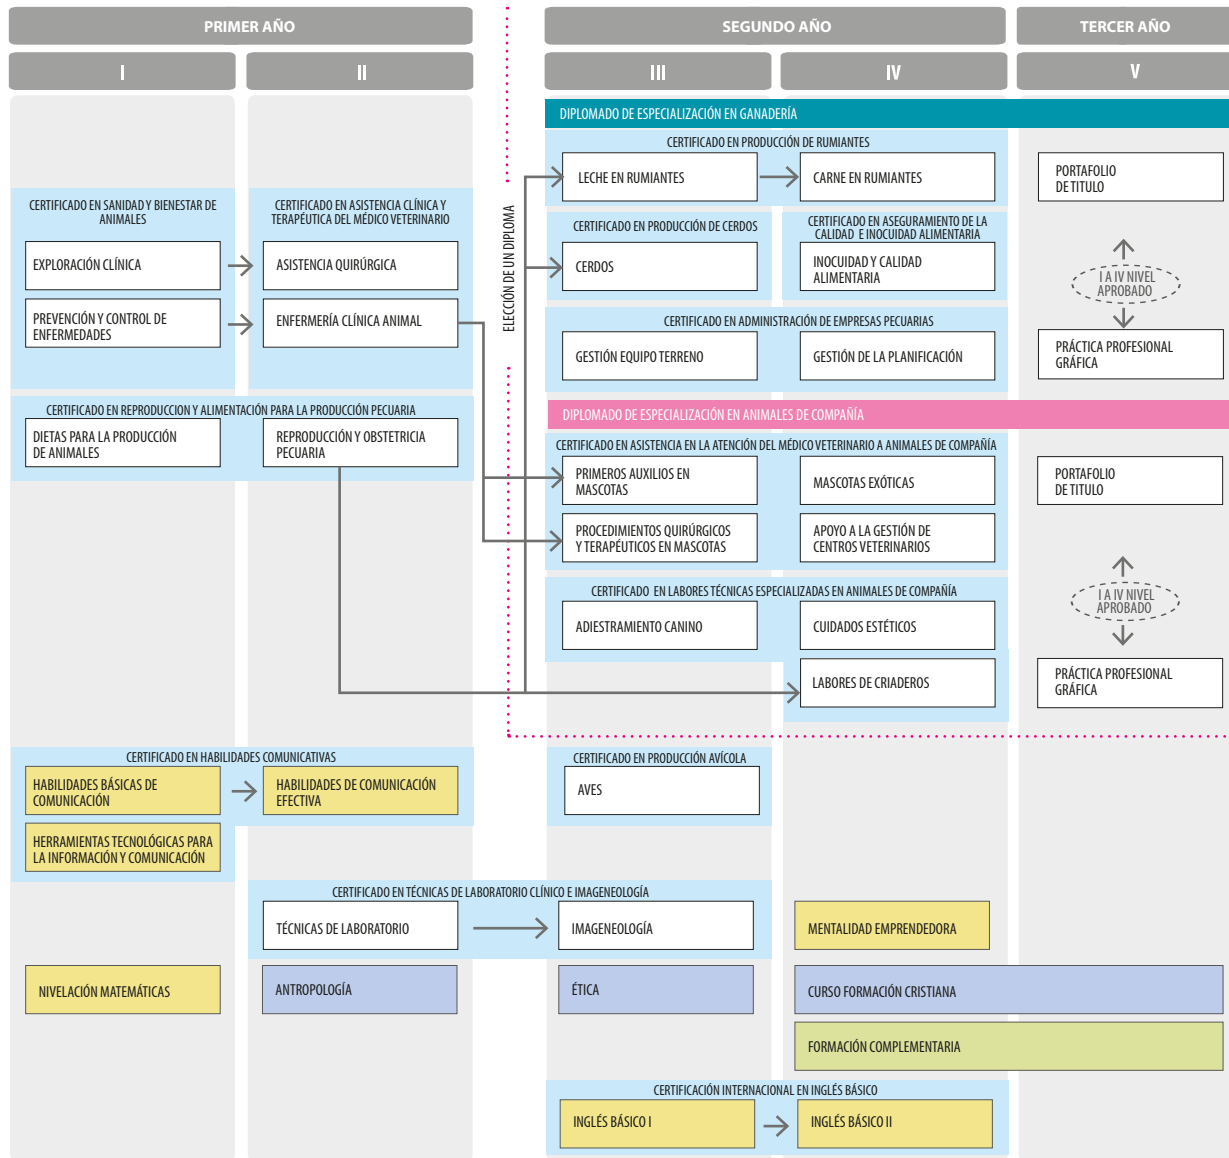 PRIMER AÑO
SEGUNDO AÑO
TERCER AÑO
I
II
III
IV
V
ELECCIÓN DE UN DIPLOMA
DIPLOMADO DE ESPECIALIZACIÓN EN GANADERÍA
CERTIFICADO EN PRODUCCIÓN DE RUMIANTES
LECHE EN RUMIANTES
CARNE EN RUMIANTES
PORTAFOLIO
DE TITULO
CERTIFICADO EN SANIDAD Y BIENESTAR DE
ANIMALES
CERTIFICADO EN ASISTENCIA CLÍNICA Y
TERAPÉUTICA DEL MÉDICO VETERINARIO
CERTIFICADO EN PRODUCCIÓN DE CERDOS
CERTIFICADO EN ASEGURAMIENTO DE LA
CALIDAD E INOCUIDAD ALIMENTARIA
EXPLORACIÓN CLÍNICA
ASISTENCIA QUIRÚRGICA
CERDOS
INOCUIDAD Y CALIDAD
ALIMENTARIA
I A IV NIVEL
APROBADO
PREVENCIÓN Y CONTROL DE
ENFERMEDADES
ENFERMERÍA CLÍNICA ANIMAL
CERTIFICADO EN ADMINISTRACIÓN DE EMPRESAS PECUARIAS
GESTIÓN EQUIPO TERRENO
GESTIÓN DE LA PLANIFICACIÓN
PRÁCTICA PROFESIONAL
GRÁFICA
CERTIFICADO EN REPRODUCCION Y ALIMENTACIÓN PARA LA PRODUCCIÓN PECUARIA
DIETAS PARA LA PRODUCCIÓN
DE ANIMALES
REPRODUCCIÓN Y OBSTETRICIA
PECUARIA
DIPLOMADO DE ESPECIALIZACIÓN EN ANIMALES DE COMPAÑÍA
CERTIFICADO EN ASISTENCIA EN LA ATENCIÓN DEL MÉDICO VETERINARIO A ANIMALES DE COMPAÑÍA
PRIMEROS AUXILIOS EN
MASCOTAS
MASCOTAS EXÓTICAS
PORTAFOLIO
DE TITULO
PROCEDIMIENTOS QUIRÚRGICOS
Y TERAPÉUTICOS EN MASCOTAS
APOYO A LA GESTIÓN DE
CENTROS VETERINARIOS
CERTIFICADO EN LABORES TÉCNICAS ESPECIALIZADAS EN ANIMALES DE COMPAÑÍA
I A IV NIVEL
APROBADO
ADIESTRAMIENTO CANINO
CUIDADOS ESTÉTICOS
LABORES DE CRIADEROS
PRÁCTICA PROFESIONAL
GRÁFICA
CERTIFICADO EN HABILIDADES COMUNICATIVAS
HABILIDADES BÁSICAS DE
COMUNICACIÓN
HABILIDADES DE COMUNICACIÓN
EFECTIVA
CERTIFICADO EN PRODUCCIÓN AVÍCOLA
AVES
HERRAMIENTAS TECNOLÓGICAS PARA
LA INFORMACIÓN Y COMUNICACIÓN
CERTIFICADO EN TÉCNICAS DE LABORATORIO CLÍNICO E IMAGENEOLOGÍA
TÉCNICAS DE LABORATORIO
IMAGENEOLOGÍA
MENTALIDAD EMPRENDEDORA
NIVELACIÓN MATEMÁTICAS
ANTROPOLOGÍA
ÉTICA
CURSO FORMACIÓN CRISTIANA
FORMACIÓN COMPLEMENTARIA
CERTIFICACIÓN INTERNACIONAL EN INGLÉS BÁSICO
INGLÉS BÁSICO I
INGLÉS BÁSICO II